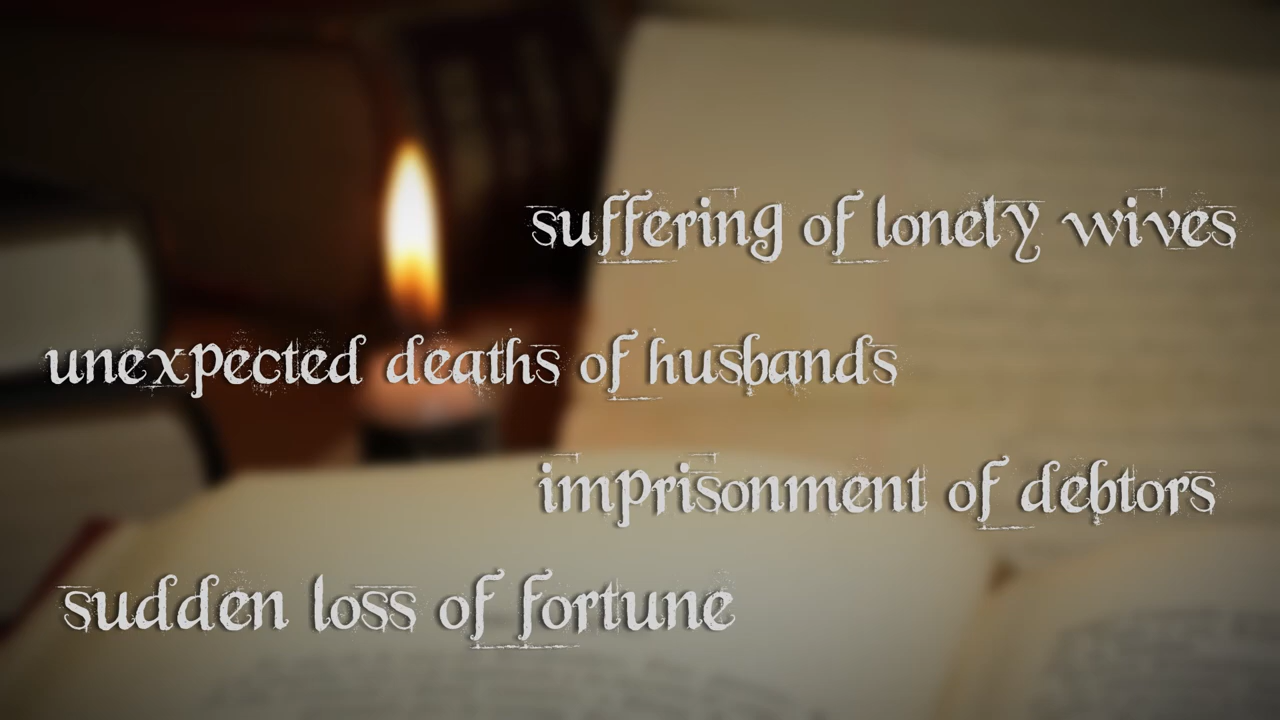 suffering of lonely wives
unexpected deaths of husbands
imprisonment of debtors
sudden loss of fortune